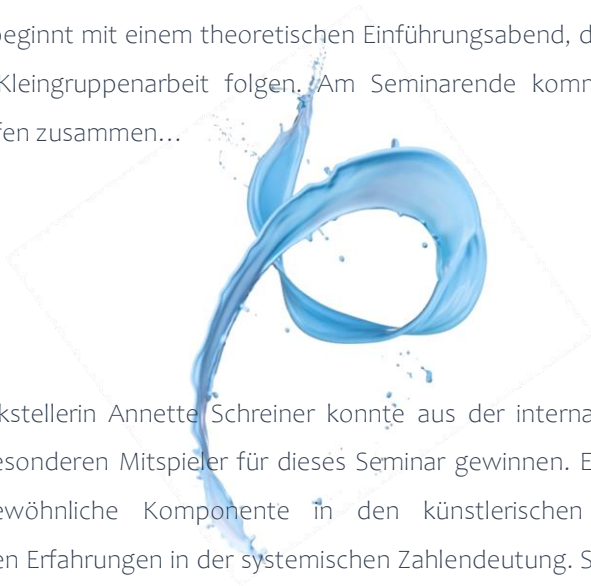 beginnt mit einem theoretischen Einführungsabend, d
Kleingruppenarbeit folgen. Am Seminarende komm
fen zusammen...
kstellerin Annette Schreiner konnte aus der interna
esonderen Mitspieler für dieses Seminar gewinnen. E
ewöhnliche Komponente in den künstlerischen
en Erfahrungen in der systemischen Zahlendeutung. S